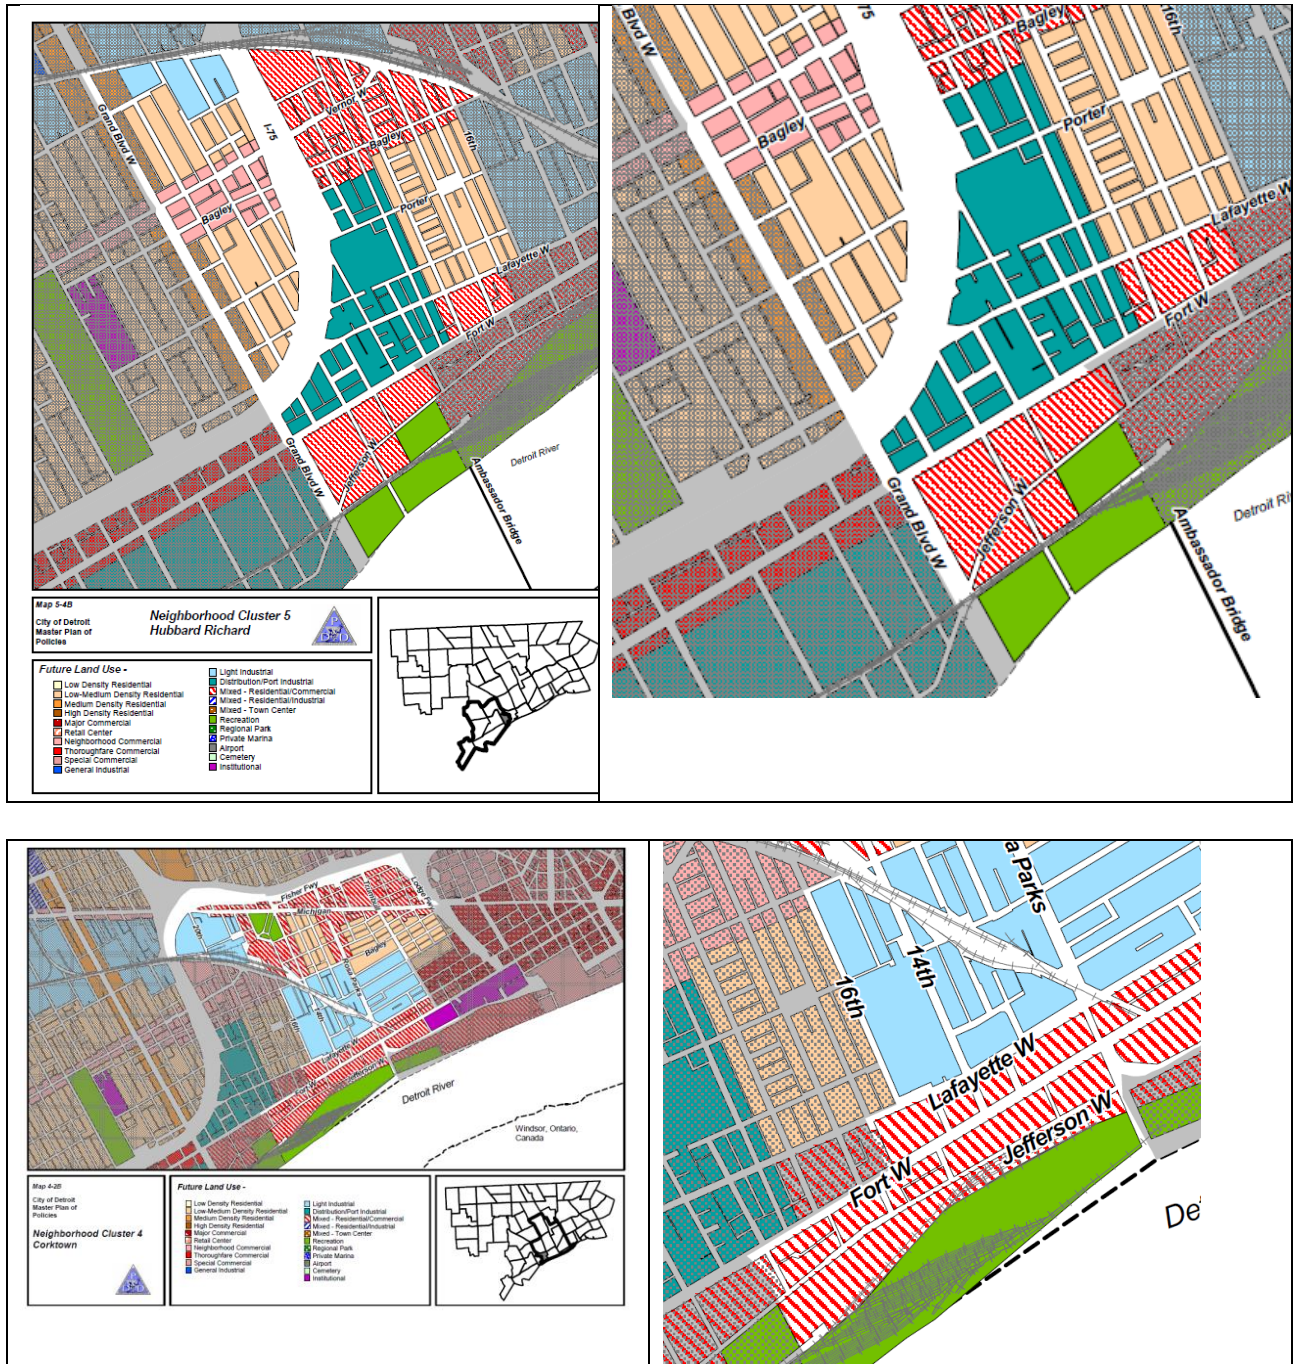 Grand Blvd W
I-75
Vernor W
Bagley
16th
Bagley
Porter
Lafayette W
Fort W
Grand Blvd W
Jefferson W
Ambassador Bridge
Detroit River
Map 5-4B
City of Detroit
Master Plan of
Policies
Neighborhood Cluster 5
Hubbard Richard
P
D D
Future Land Use -
Low Density Residential
Low-Medium Density Residential
Medium Density Residential
High Density Residential
Major Commercial
Retail Center
Neighborhood Commercial
Thoroughfare Commercial
Special Commercial
General Industrial
Light Industrial
Distribution/Port Industrial
Mixed - Residential/Commercial
Mixed - Residential/Industrial
Mixed - Town Center
Recreation
Regional Park
Private Marina
Airport
Cemetery
Institutional
Blvd W
75
Bagley
16th
Bagley
Porter
Lafayette W
Fort W
Grand Blvd W
Jefferson W
Ambassador Bridge
Detroit Ri
Fisher Fwy
Michigan
Trumbull
Lodge F
20th
Bagley
Rosa Parks
16th
14th
Lafayette W
Fort W
Jefferson W
Detroit River
Windsor, Ontario,
Canada
Map 4-2B
City of Detroit
Master Plan of
Policies
Neighborhood Cluster 4
Corktown
P
D D
Future Land Use -
Low Density Residential
Low-Medium Density Residential
Medium Density Residential
High Density Residential
Major Commercial
Retail Center
Neighborhood Commercial
Thoroughfare Commercial
Special Commercial
General Industrial
Light Industrial
Distribution/Port Industrial
Mixed - Residential/Commercial
Mixed - Residential/Industrial
Mixed - Town Center
Recreation
Regional Park
Private Marina
Airport
Cemetery
Institutional
a Parks
14th
16th
Lafayette W
Jefferson W
Fort W
De